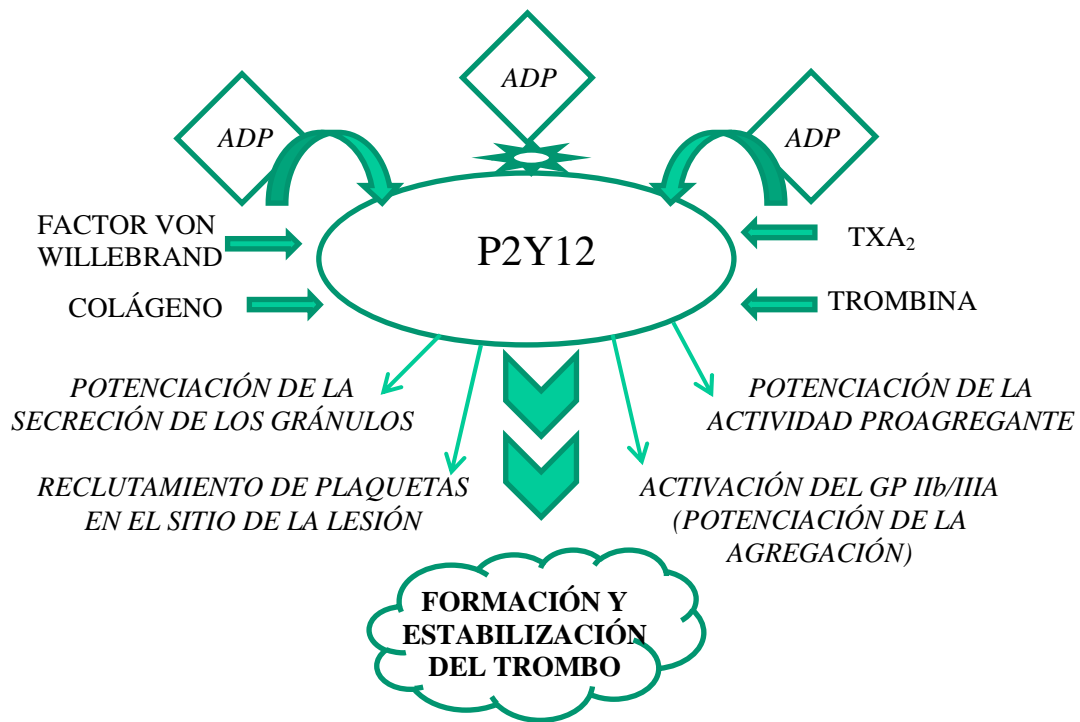 ADP
ADP
ADP
FACTOR VON
WILLEBRAND
COLÁGENO
P2Y12
TXA₂
TROMBINA
POTENCIACIÓN DE LA
SECRECIÓN DE LOS GRÁNULOS
POTENCIACIÓN DE LA
ACTIVIDAD PROAGREGANTE
RECLUTAMIENTO DE PLAQUETAS
EN EL SITIO DE LA LESIÓN
ACTIVACIÓN DEL GP IIb/IIIA
(POTENCIACIÓN DE LA
AGREGACIÓN)
FORMACIÓN Y
ESTABILIZACIÓN
DEL TROMBO